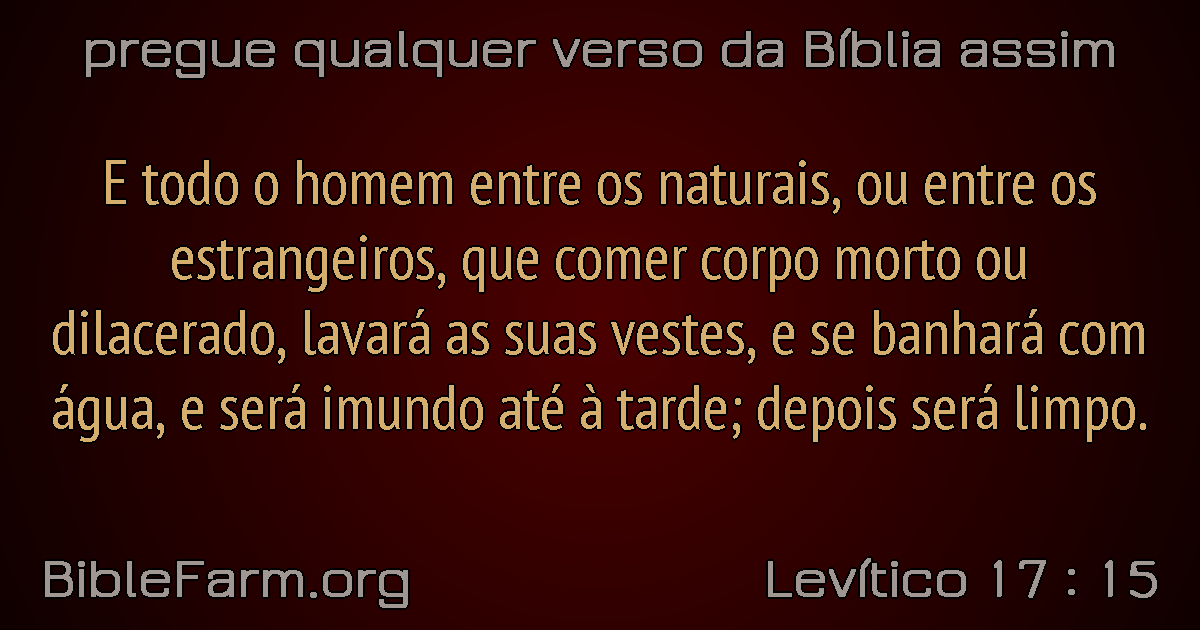 pregue qualquer verso da Bíblia assim
E todo o homem entre os naturais, ou entre os
estrangeiros, que comer corpo morto ou
dilacerado, lavará as suas vestes, e se banhará com
água, e será imundo até à tarde; depois será limpo.
BibleFarm.org
Levítico 17 : 15